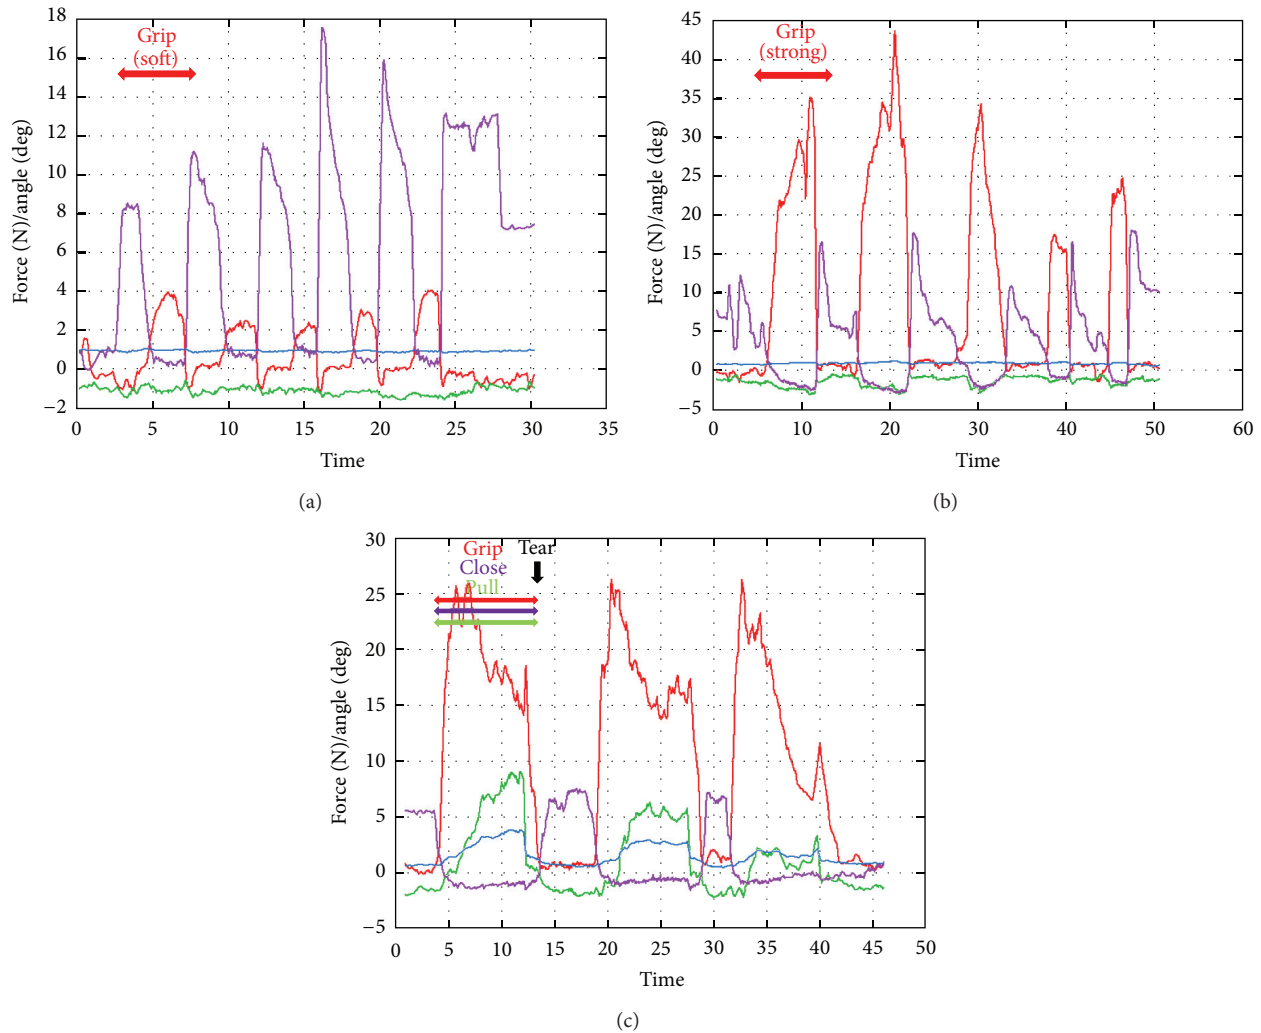 18
16
14
12
10
8
6
4
2
0
−2
Force (N)/angle (deg)
Grip
(soft)
0 5 10 15 20 25 30 35
Time
(a)
45
40
35
30
25
20
15
10
5
0
−5
Force (N)/angle (deg)
Grip
(strong)
0 10 20 30 40 50 60
Time
(b)
30
25
20
15
10
5
0
−5
Force (N)/angle (deg)
Grip Tear
Close
Pull
0 5 10 15 20 25 30 35 40 45 50
Time
(c)